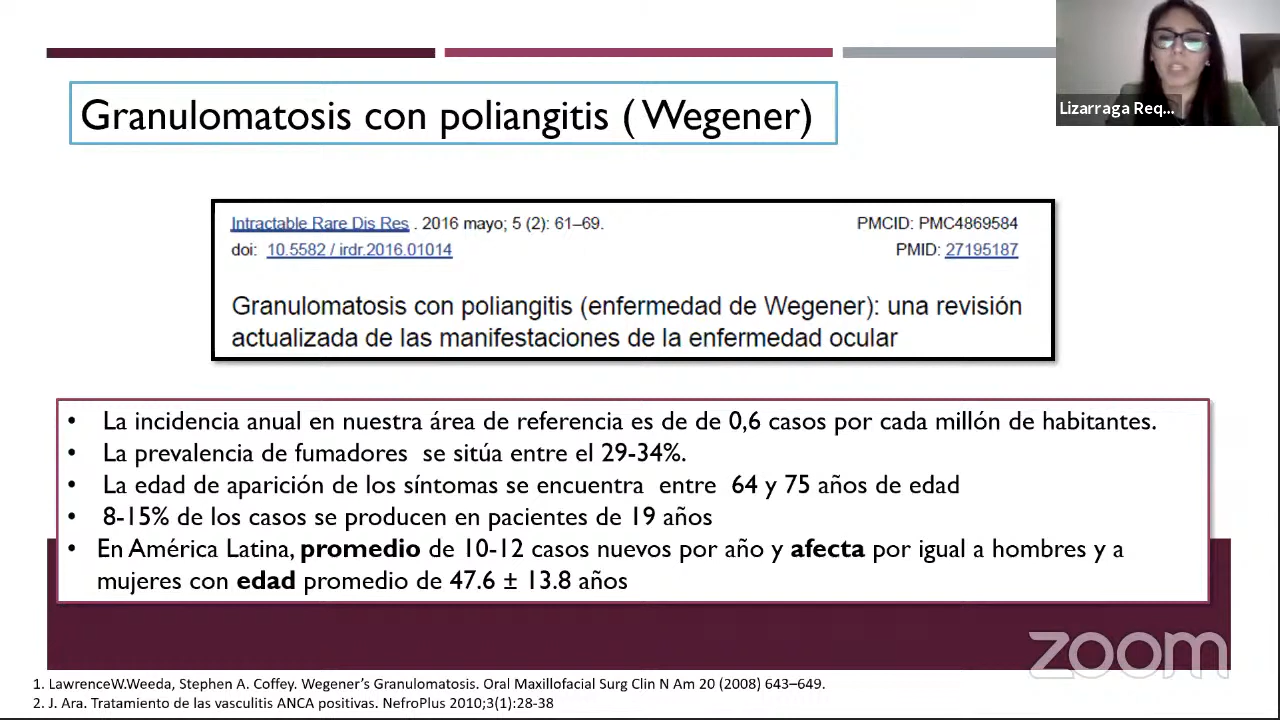 Granulomatosis con poliangitis ( Wegener)
Lizarraga Req...
Intractable Rare Dis Res . 2016 mayo; 5 (2): 61–69.
PMCID: PMC4869584
doi: 10.5582 / irdr.2016.01014
PMID: 27195187
Granulomatosis con poliangitis (enfermedad de Wegener): una revisión
actualizada de las manifestaciones de la enfermedad ocular
• La incidencia anual en nuestra área de referencia es de de 0,6 casos por cada millón de habitantes.
• La prevalencia de fumadores se sitúa entre el 29-34%.
• La edad de aparición de los síntomas se encuentra entre 64 y 75 años de edad
• 8-15% de los casos se producen en pacientes de 19 años
• En América Latina, promedio de 10-12 casos nuevos por año y afecta por igual a hombres y a
mujeres con edad promedio de 47.6 ± 13.8 años
zoom
1. LawrenceW.Weeda, Stephen A. Coffey. Wegener’s Granulomatosis. Oral Maxillofacial Surg Clin N Am 20 (2008) 643–649.
2. J. Ara. Tratamiento de las vasculitis ANCA positivas. NefroPlus 2010;3(1):28-38